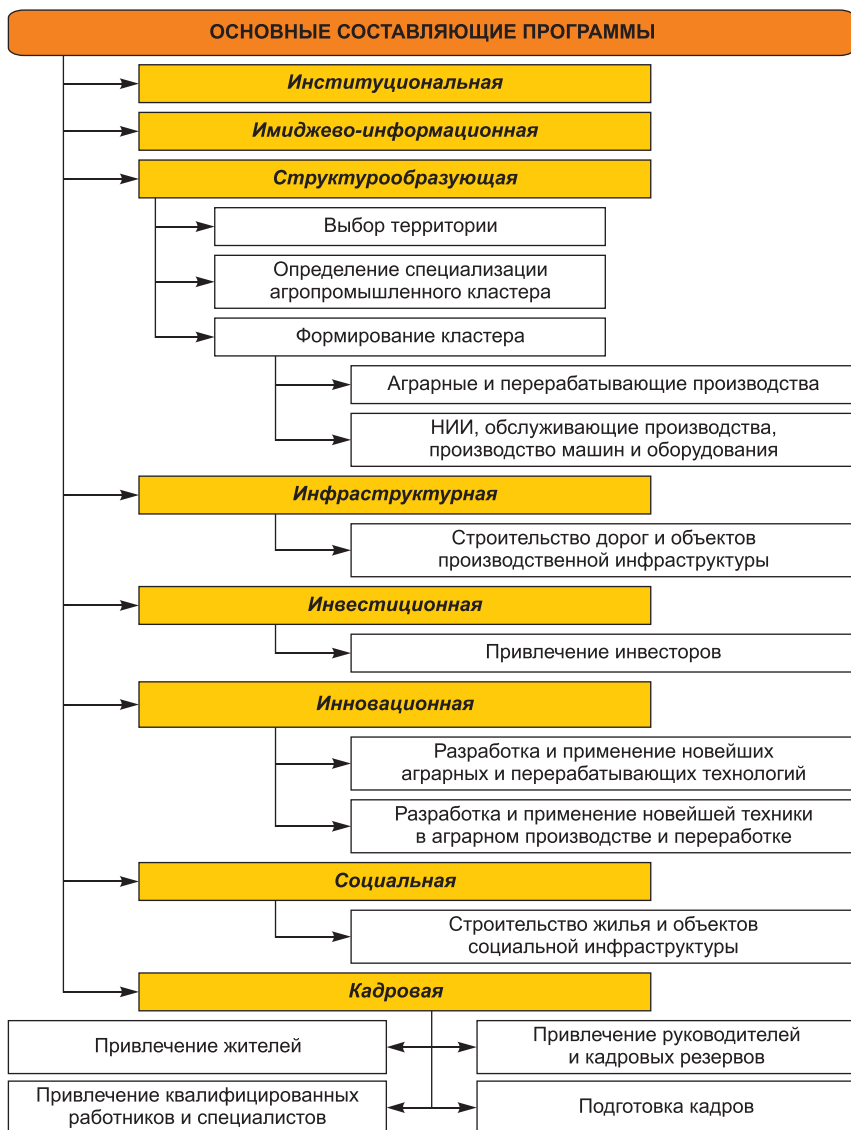 ОСНОВНЫЕ СОСТАВЛЯЮЩИЕ ПРОГРАММЫ
Институциональная
Имиджево-информационная
Структурообразующая
Выбор территории
Определение специализации
агропромышленного кластера
Формирование кластера
Аграрные и перерабатывающие производства
НИИ, обслуживающие производства,
производство машин и оборудования
Инфраструктурная
Строительство дорог и объектов
производственной инфраструктуры
Инвестиционная
Привлечение инвесторов
Инновационная
Разработка и применение новейших
аграрных и перерабатывающих технологий
Разработка и применение новейшей техники
в аграрном производстве и переработке
Социальная
Строительство жилья и объектов
социальной инфраструктуры
Кадровая
Привлечение жителей
Привлечение руководителей
и кадровых резервов
Привлечение квалифицированных
работников и специалистов
Подготовка кадров